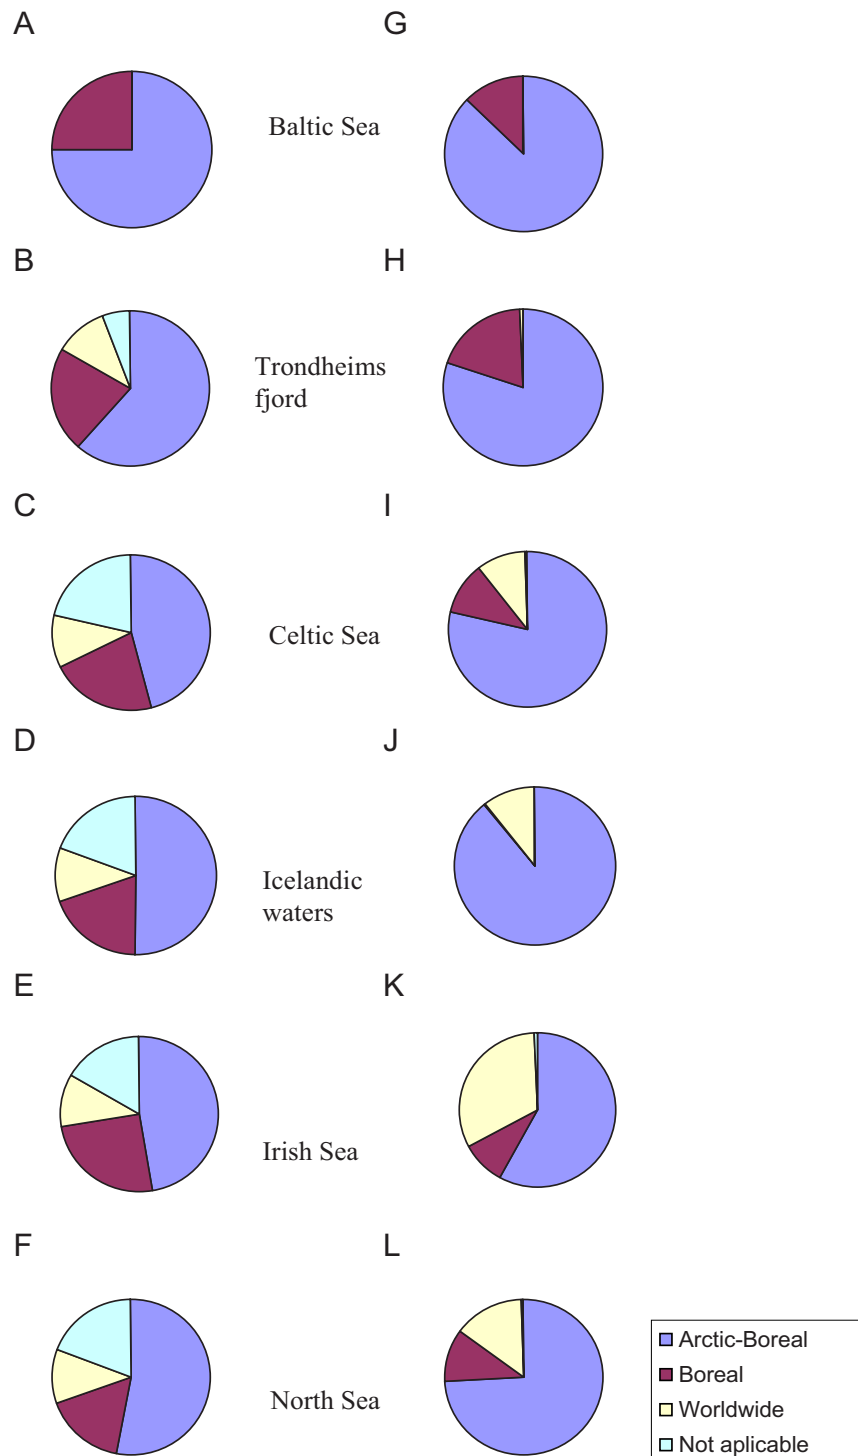 A
G
Baltic Sea
B
H
Trondheims
fjord
C
I
Celtic Sea
D
J
Icelandic
waters
E
K
Irish Sea
F
L
North Sea
Arctic-Boreal
Boreal
Worldwide
Not aplicable